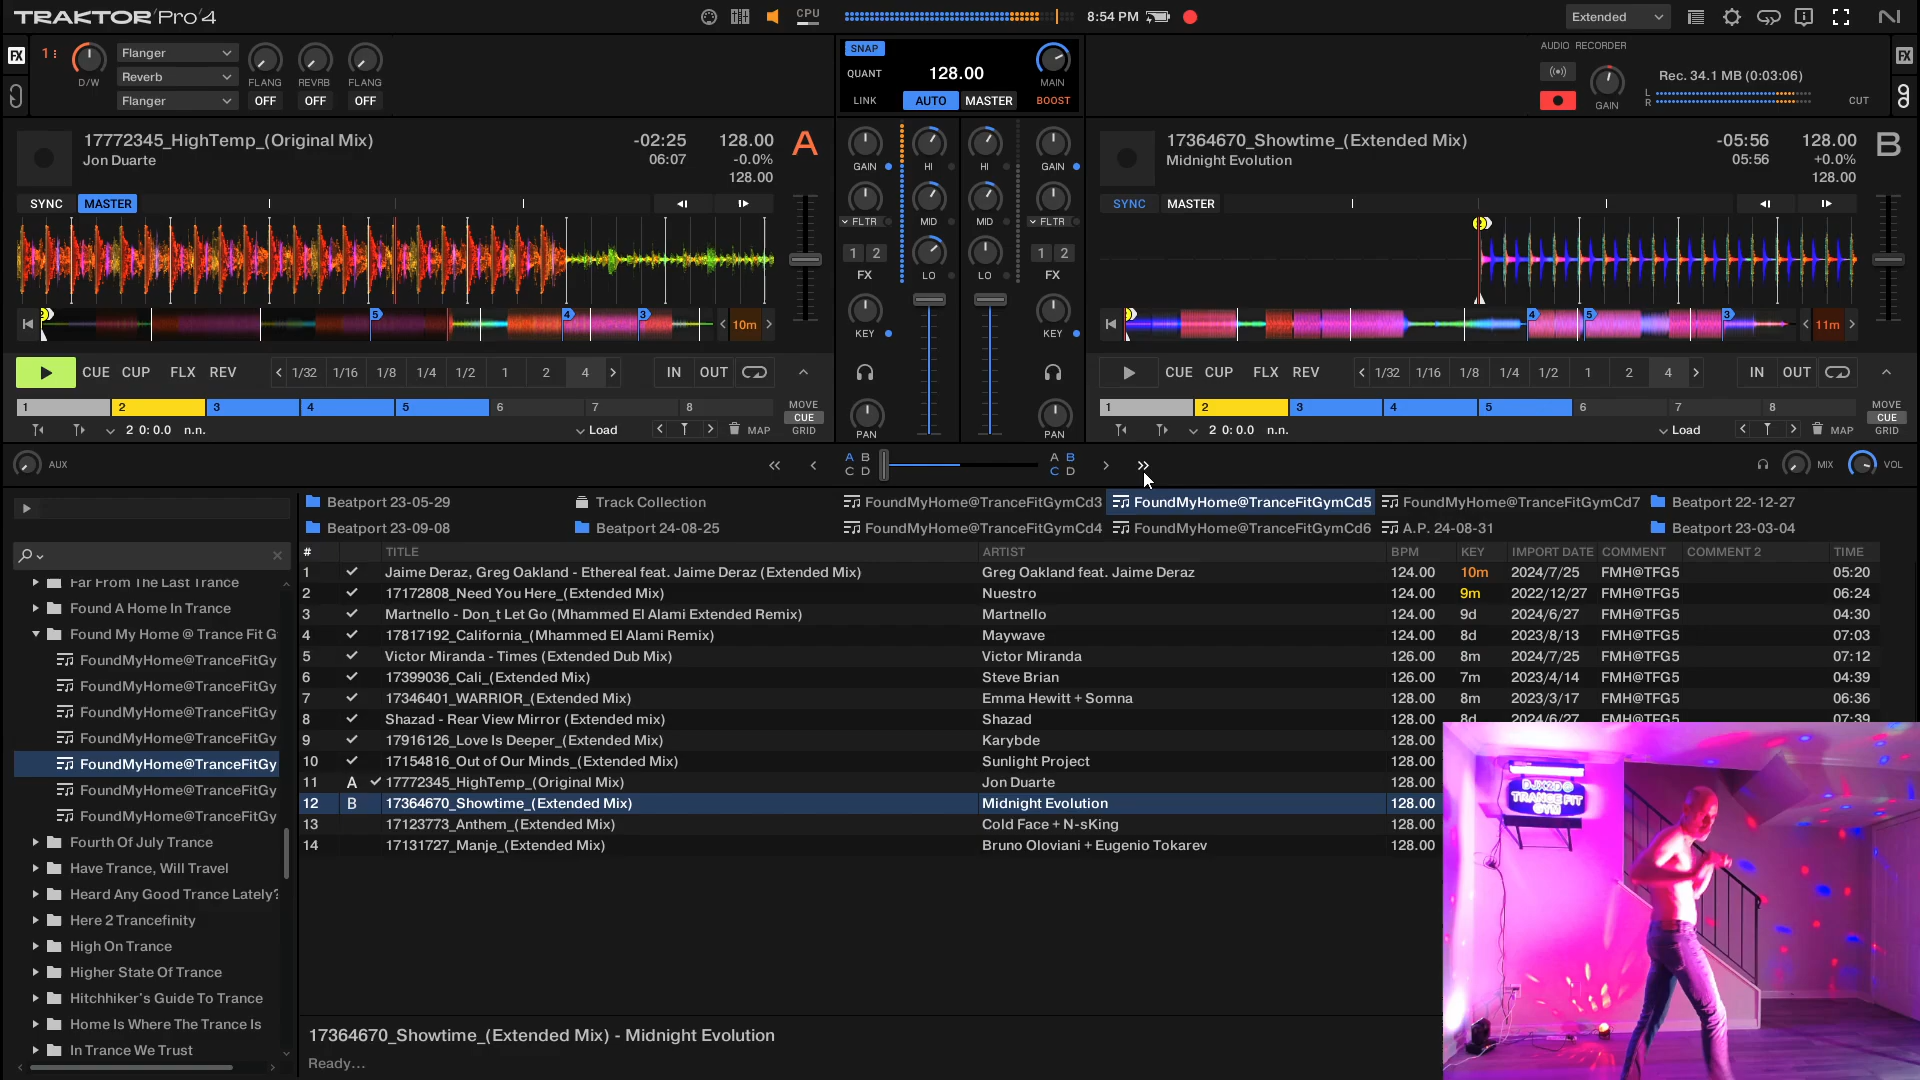 TRAKTOR Pro 4
CPU
8:54 PM
Extended
FX
1
D/W
Flanger
Reverb
Flanger
FLANG REVRB FLANG
OFF OFF OFF
SNAP
QUANT 128.00 MAIN
LINK AUTO MASTER BOOST
AUDIO RECORDER
GAIN
L
R
Rec. 34.1 MB (0:03:06)
CUT
FX
17772345_HighTemp_(Original Mix) -02:25 128.00 A
Jon Duarte 06:07 -0.0%
128.00
SYNC MASTER
5 4 3
10m
CUE CUP FLX REV 1/32 1/16 1/8 1/4 1/2 1 2 4 IN OUT
1 2 3 4 5 6 7 8
MOVE
CUE
GRID
2 0: 0.0 n.n. Load MAP
GAIN HI HI GAIN
FLTR MID MID FLTR
1 2 LO LO 1 2
FX FX
KEY KEY
PAN PAN
17364670_Showtime_(Extended Mix) -05:56 128.00 B
Midnight Evolution 05:56 +0.0%
128.00
SYNC MASTER
4 5 3
11m
CUE CUP FLX REV 1/32 1/16 1/8 1/4 1/2 1 2 4 IN OUT
1 2 3 4 5 6 7 8
MOVE
CUE
GRID
2 0: 0.0 n.n. Load MAP
AUX
A B
C D
A B
C D
MIX VOL
Beatport 23-05-29 Track Collection FoundMyHome@TranceFitGymCd3 FoundMyHome@TranceFitGymCd5 FoundMyHome@TranceFitGymCd7 Beatport 22-12-27
Beatport 23-09-08 Beatport 24-08-25 FoundMyHome@TranceFitGymCd4 FoundMyHome@TranceFitGymCd6 A.P. 24-08-31 Beatport 23-03-04
Far From The Last Trance
Found A Home In Trance
Found My Home @ Trance Fit G
FoundMyHome@TranceFitGy
FoundMyHome@TranceFitGy
FoundMyHome@TranceFitGy
FoundMyHome@TranceFitGy
FoundMyHome@TranceFitGy
FoundMyHome@TranceFitGy
FoundMyHome@TranceFitGy
Fourth Of July Trance
Have Trance, Will Travel
Heard Any Good Trance Lately?
Here 2 Trancefinity
High On Trance
Higher State Of Trance
Hitchhiker's Guide To Trance
Home Is Where The Trance Is
In Trance We Trust
# TITLE ARTIST BPM KEY IMPORT DATE COMMENT COMMENT 2 TIME
1 Jaime Deraz, Greg Oakland - Ethereal feat. Jaime Deraz (Extended Mix) Greg Oakland feat. Jaime Deraz 124.00 10m 2024/7/25 FMH@TFG5 05:20
2 17172808_Need You Here_(Extended Mix) Nuestro 124.00 9m 2022/12/27 FMH@TFG5 06:24
3 Martnello - Don_t Let Go (Mhammed El Alami Extended Remix) Martnello 124.00 9d 2024/6/27 FMH@TFG5 04:30
4 17817192_California_(Mhammed El Alami Remix) Maywave 124.00 8d 2023/8/13 FMH@TFG5 07:03
5 Victor Miranda - Times (Extended Dub Mix) Victor Miranda 126.00 8m 2024/7/25 FMH@TFG5 07:12
6 17399036_Cali_(Extended Mix) Steve Brian 126.00 7m 2023/4/14 FMH@TFG5 04:39
7 17346401_WARRIOR_(Extended Mix) Emma Hewitt + Somna 128.00 8m 2023/3/17 FMH@TFG5 06:36
8 Shazad - Rear View Mirror (Extended mix) Shazad 128.00 8d 2024/6/27 FMH@TFG5 07:39
9 17916126_Love Is Deeper_(Extended Mix) Karybde 128.00
10 17154816_Out of Our Minds_(Extended Mix) Sunlight Project 128.00
11 A 17772345_HighTemp_(Original Mix) Jon Duarte 128.00
12 B 17364670_Showtime_(Extended Mix) Midnight Evolution 128.00
13 17123773_Anthem_(Extended Mix) Cold Face + N-sKing 128.00
14 17131727_Manje_(Extended Mix) Bruno Oloviani + Eugenio Tokarev 128.00
DJXZD @
TRANCE FIT
GYM
17364670_Showtime_(Extended Mix) - Midnight Evolution
Ready...